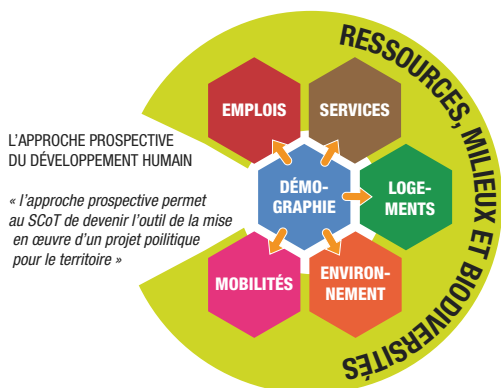 RESSOURCES, MILIEUX ET BIODIVERSITÉS
EMPLOIS
SERVICES
L'APPROCHE PROSPECTIVE
DU DÉVELOPPEMENT HUMAIN
DÉMO-
GRAPHIE
LOGE-
MENTS
« l'approche prospective permet
au SCoT de devenir l'outil de la mise
en œuvre d'un projet poilitique
pour le territoire »
MOBILITÉS
ENVIRON-
NEMENT